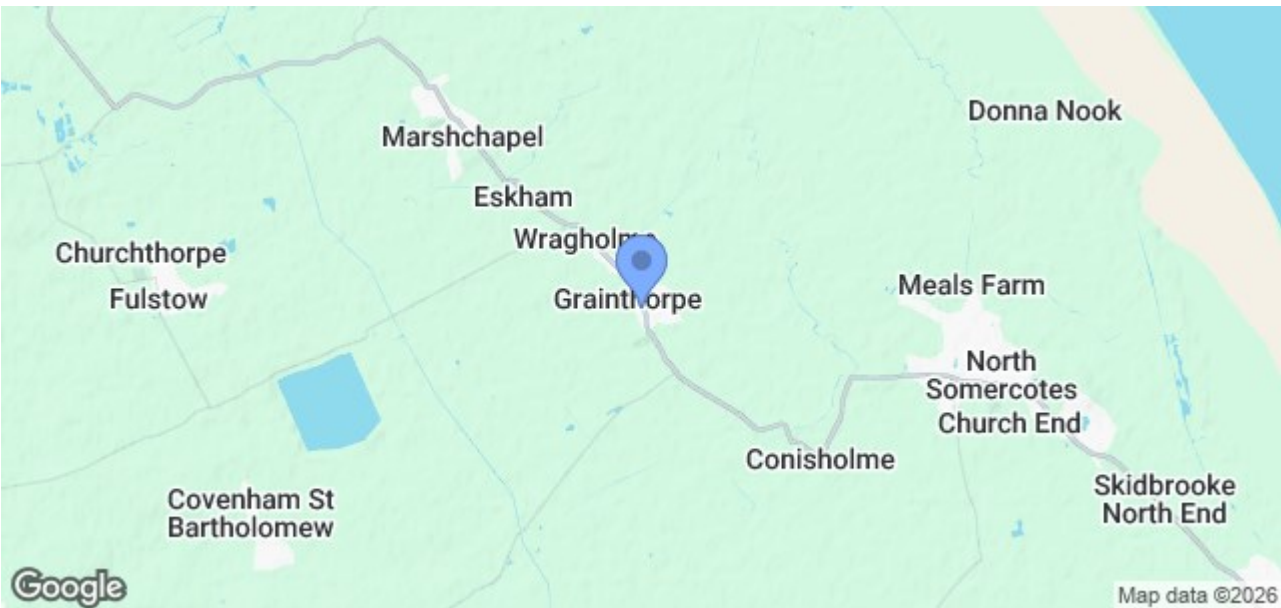 Donna Nook
Marshchapel
Eskham
Wragholme
Churchthorpe
Fulstow
Grainthorpe
Meals Farm
North
Somercotes
Church End
Conisholme
Covenham St
Bartholomew
Skidbrooke
North End
Google
Map data ©2026